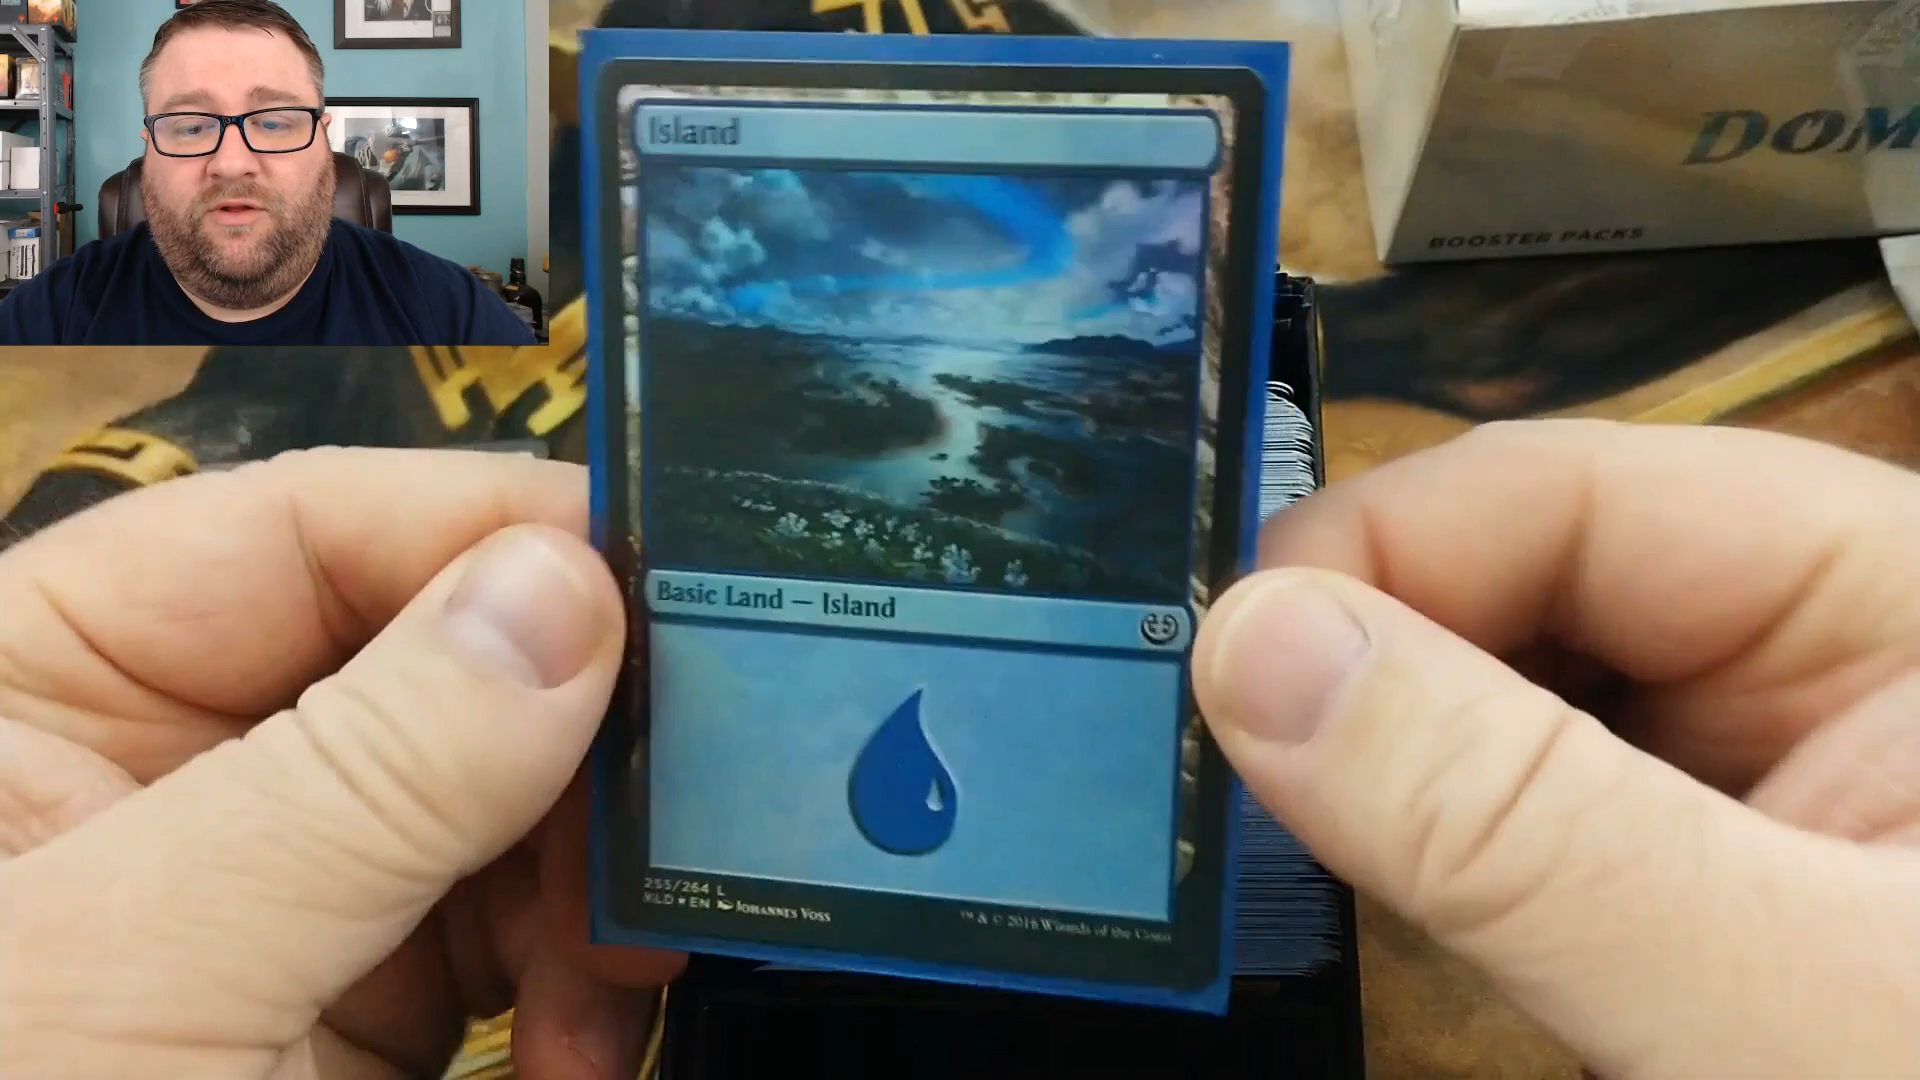 Island
DOM
BOOSTER PACKS
Basic Land — Island
255/264 L
KLD ★ EN JOHANNES VOSS
™ & © 2016 Wizards of the Coast